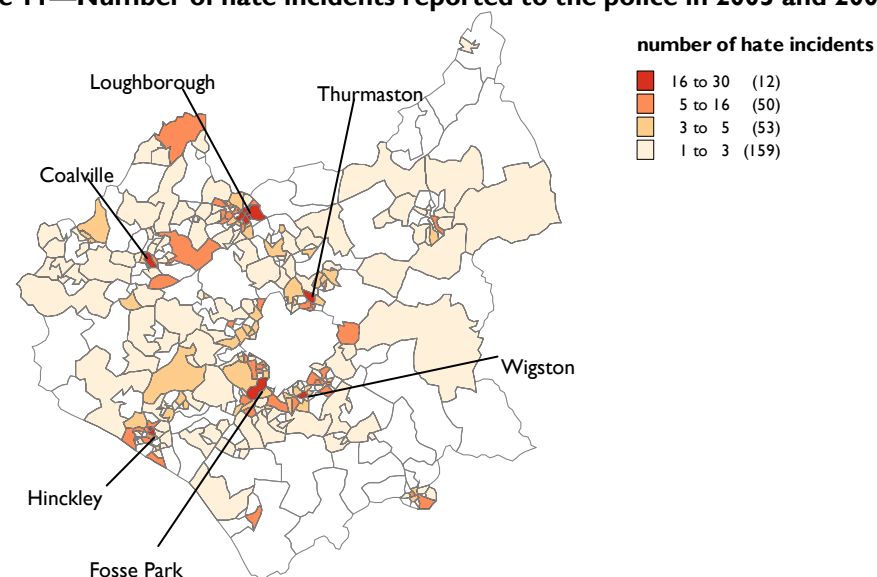 11—Number of hate incidents reported to the police in 2005 and
number of hate incidents
16 to 30 (12)
5 to 16 (50)
3 to 5 (53)
1 to 3 (159)
Loughborough
Thurmaston
Coalville
Wigston
Hinckley
Fosse Park